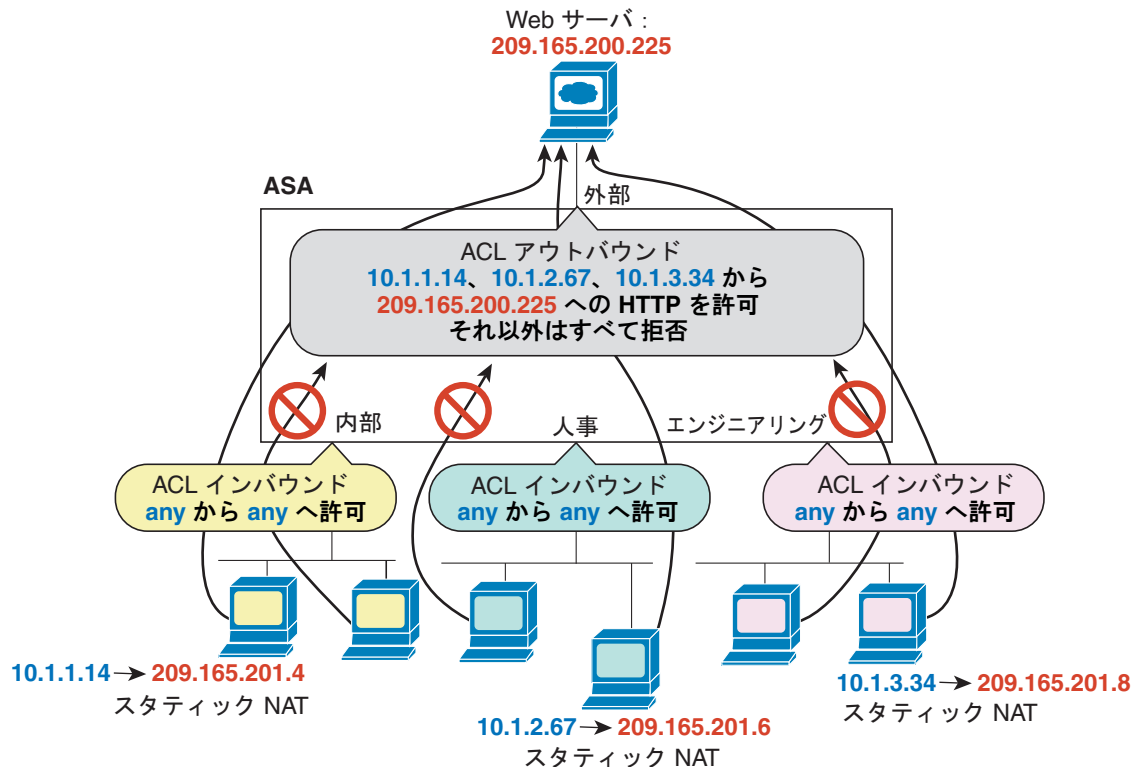 Web サーバ :
209.165.200.225
ASA
外部
ACL アウトバウンド
10.1.1.14、10.1.2.67、10.1.3.34 から
209.165.200.225 への HTTP を許可
それ以外はすべて拒否
内部
人事
エンジニアリング
ACL インバウンド
any から any へ許可
ACL インバウンド
any から any へ許可
ACL インバウンド
any から any へ許可
10.1.1.14 → 209.165.201.4
スタティック NAT
10.1.2.67 → 209.165.201.6
スタティック NAT
10.1.3.34 → 209.165.201.8
スタティック NAT